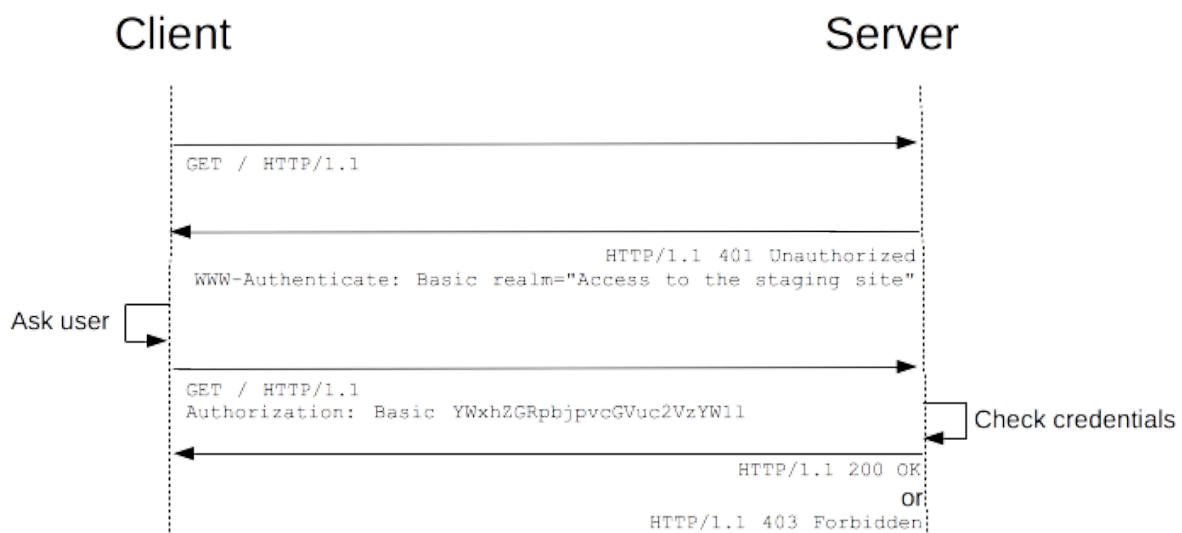 Client
Server
GET / HTTP/1.1
HTTP/1.1 401 Unauthorized
WWW-Authenticate: Basic realm="Access to the staging site"
Ask user
GET / HTTP/1.1
Authorization: Basic YWxhZGRpbjpvcGVuc2VzYW1l
Check credentials
HTTP/1.1 200 OK
or
HTTP/1.1 403 Forbidden